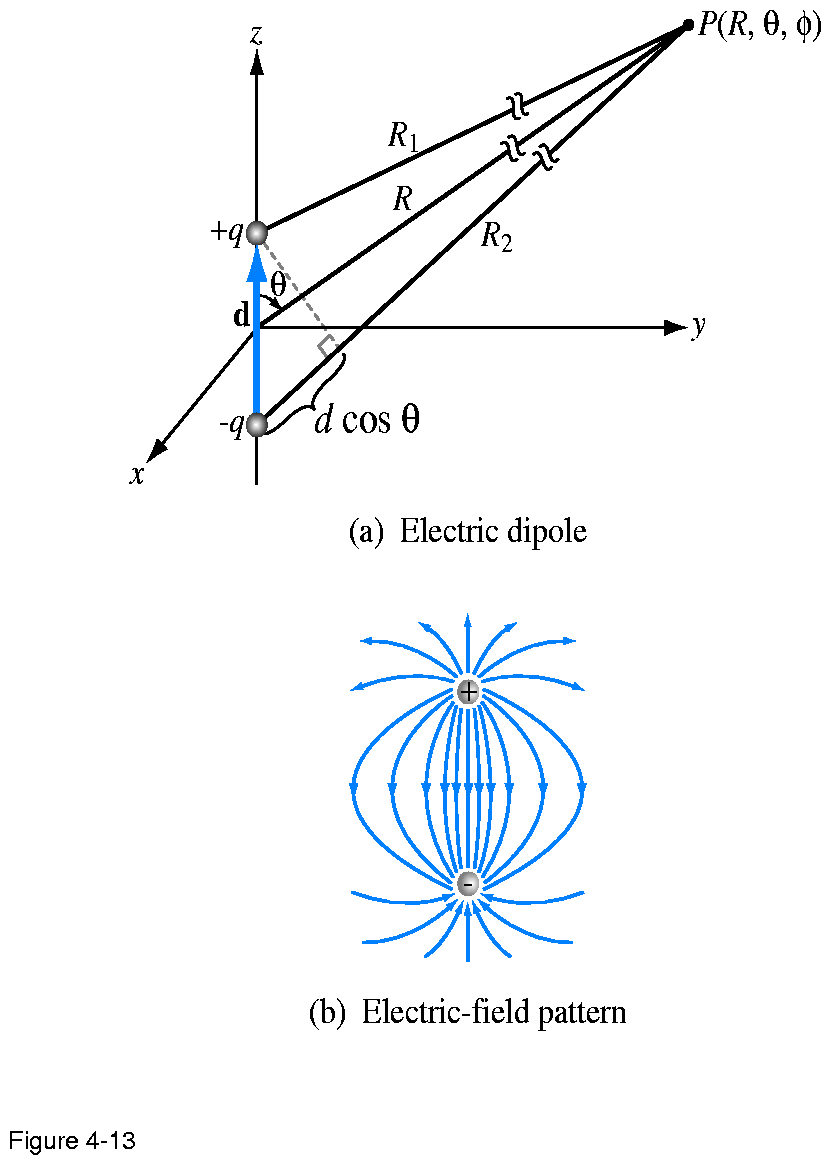 z
P(R, θ, ϕ)
R₁
R
R₂
+q
θ
d
y
-q
d cos θ
x
(a) Electric dipole
+
-
(b) Electric-field pattern
Figure 4-13